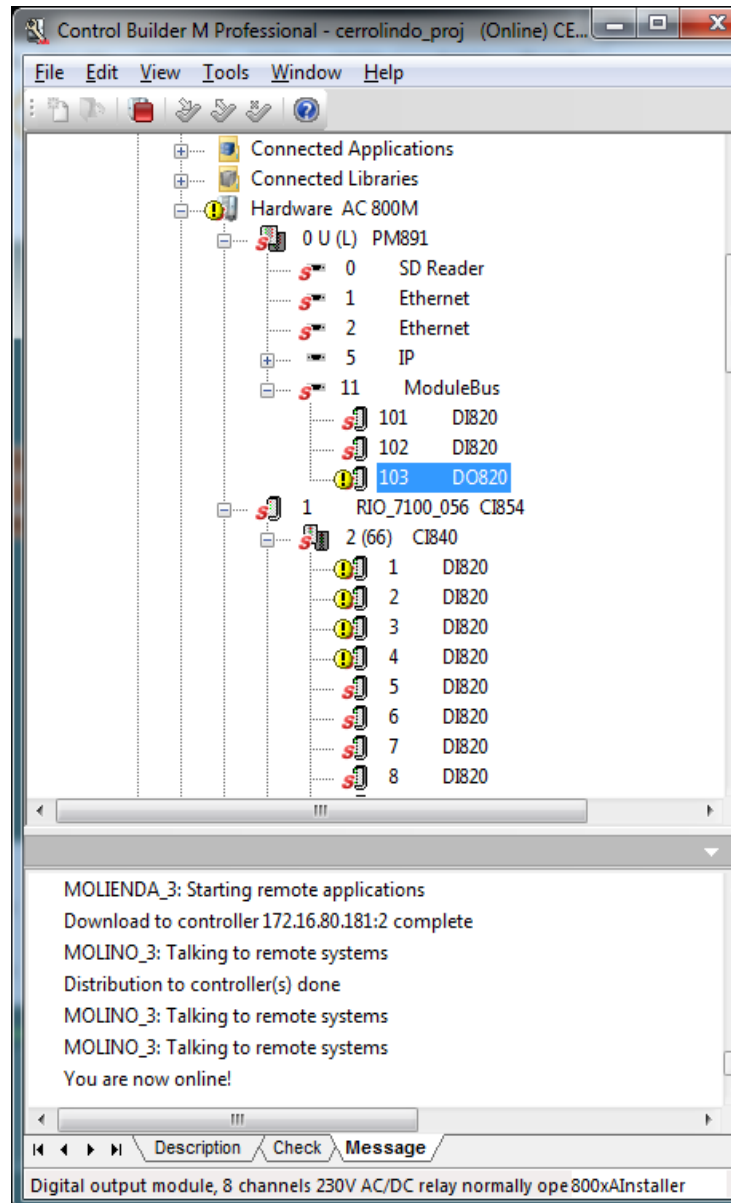 Control Builder M Professional - cerrolindo_proj (Online) CE...
File Edit View Tools Window Help
Connected Applications
Connected Libraries
Hardware AC 800M
0 U (L) PM891
0 SD Reader
1 Ethernet
2 Ethernet
5 IP
11 ModuleBus
101 DI820
102 DI820
103 DO820
1 RIO_7100_056 CI854
2 (66) CI840
1 DI820
2 DI820
3 DI820
4 DI820
5 DI820
6 DI820
7 DI820
8 DI820
MOLIENDA_3: Starting remote applications
Download to controller 172.16.80.181:2 complete
MOLINO_3: Talking to remote systems
Distribution to controller(s) done
MOLINO_3: Talking to remote systems
MOLINO_3: Talking to remote systems
You are now online!
Description Check Message
Digital output module, 8 channels 230V AC/DC relay normally ope 800xAInstaller